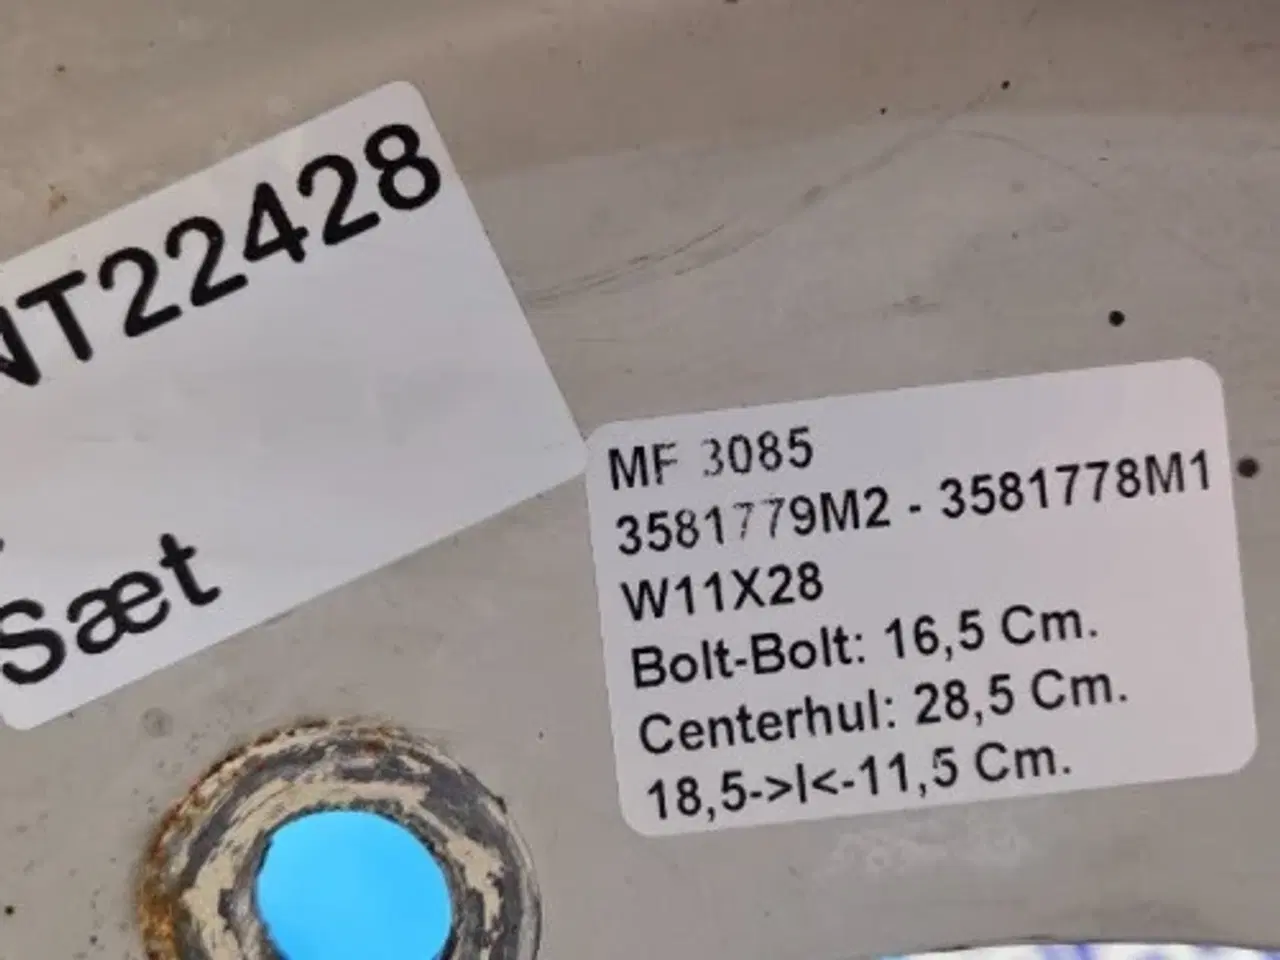 NT22428
Sæt
MF 3085
3581779M2 - 3581778M1
W11X28
Bolt-Bolt: 16,5 Cm.
Centerhul: 28,5 Cm.
18,5->I<-11,5 Cm.